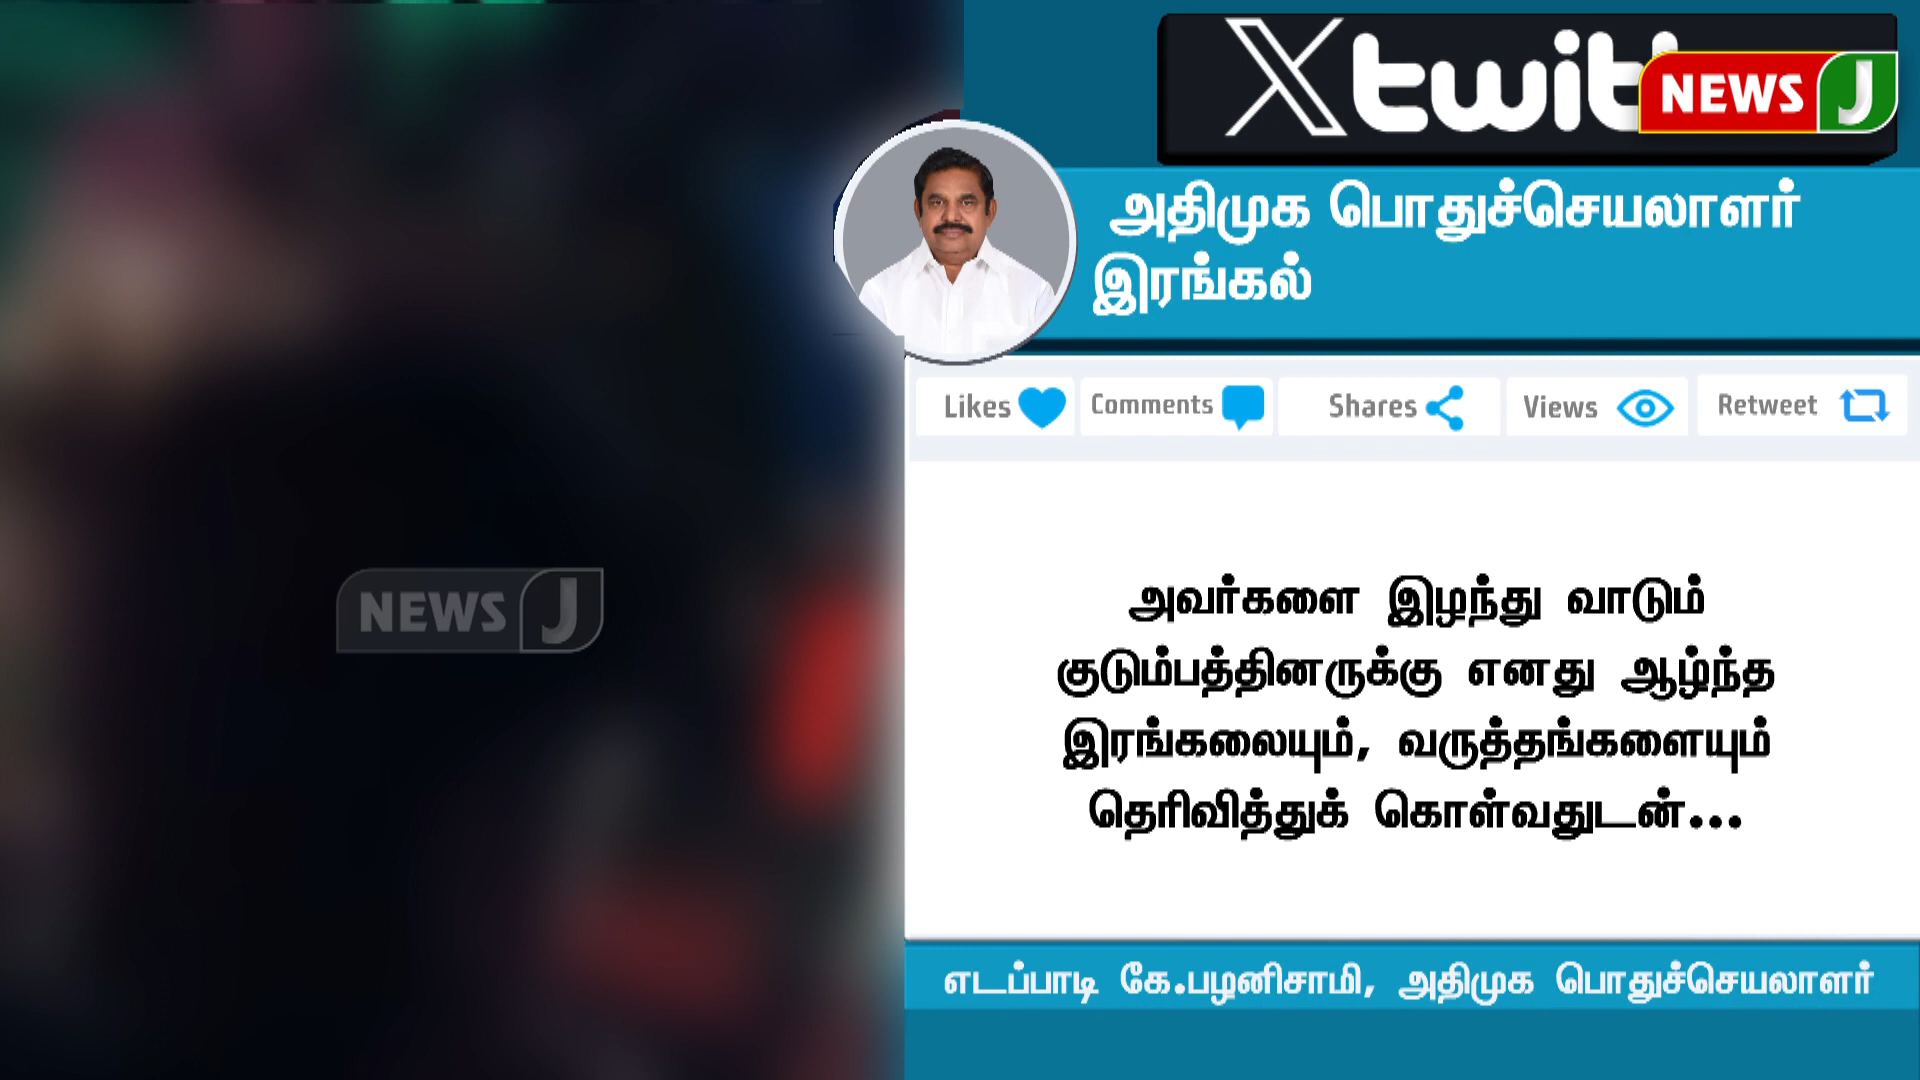 X twit
NEWS J
அதிமுக பொதுச்செயலாளர்
இரங்கல்
Likes Comments Shares Views Retweet
அவர்களை இழந்து வாடும்
குடும்பத்தினருக்கு எனது ஆழ்ந்த
இரங்கலையும், வருத்தங்களையும்
தெரிவித்துக் கொள்வதுடன்...
NEWS J
எடப்பாடி கே.பழனிசாமி, அதிமுக பொதுச்செயலாளர்